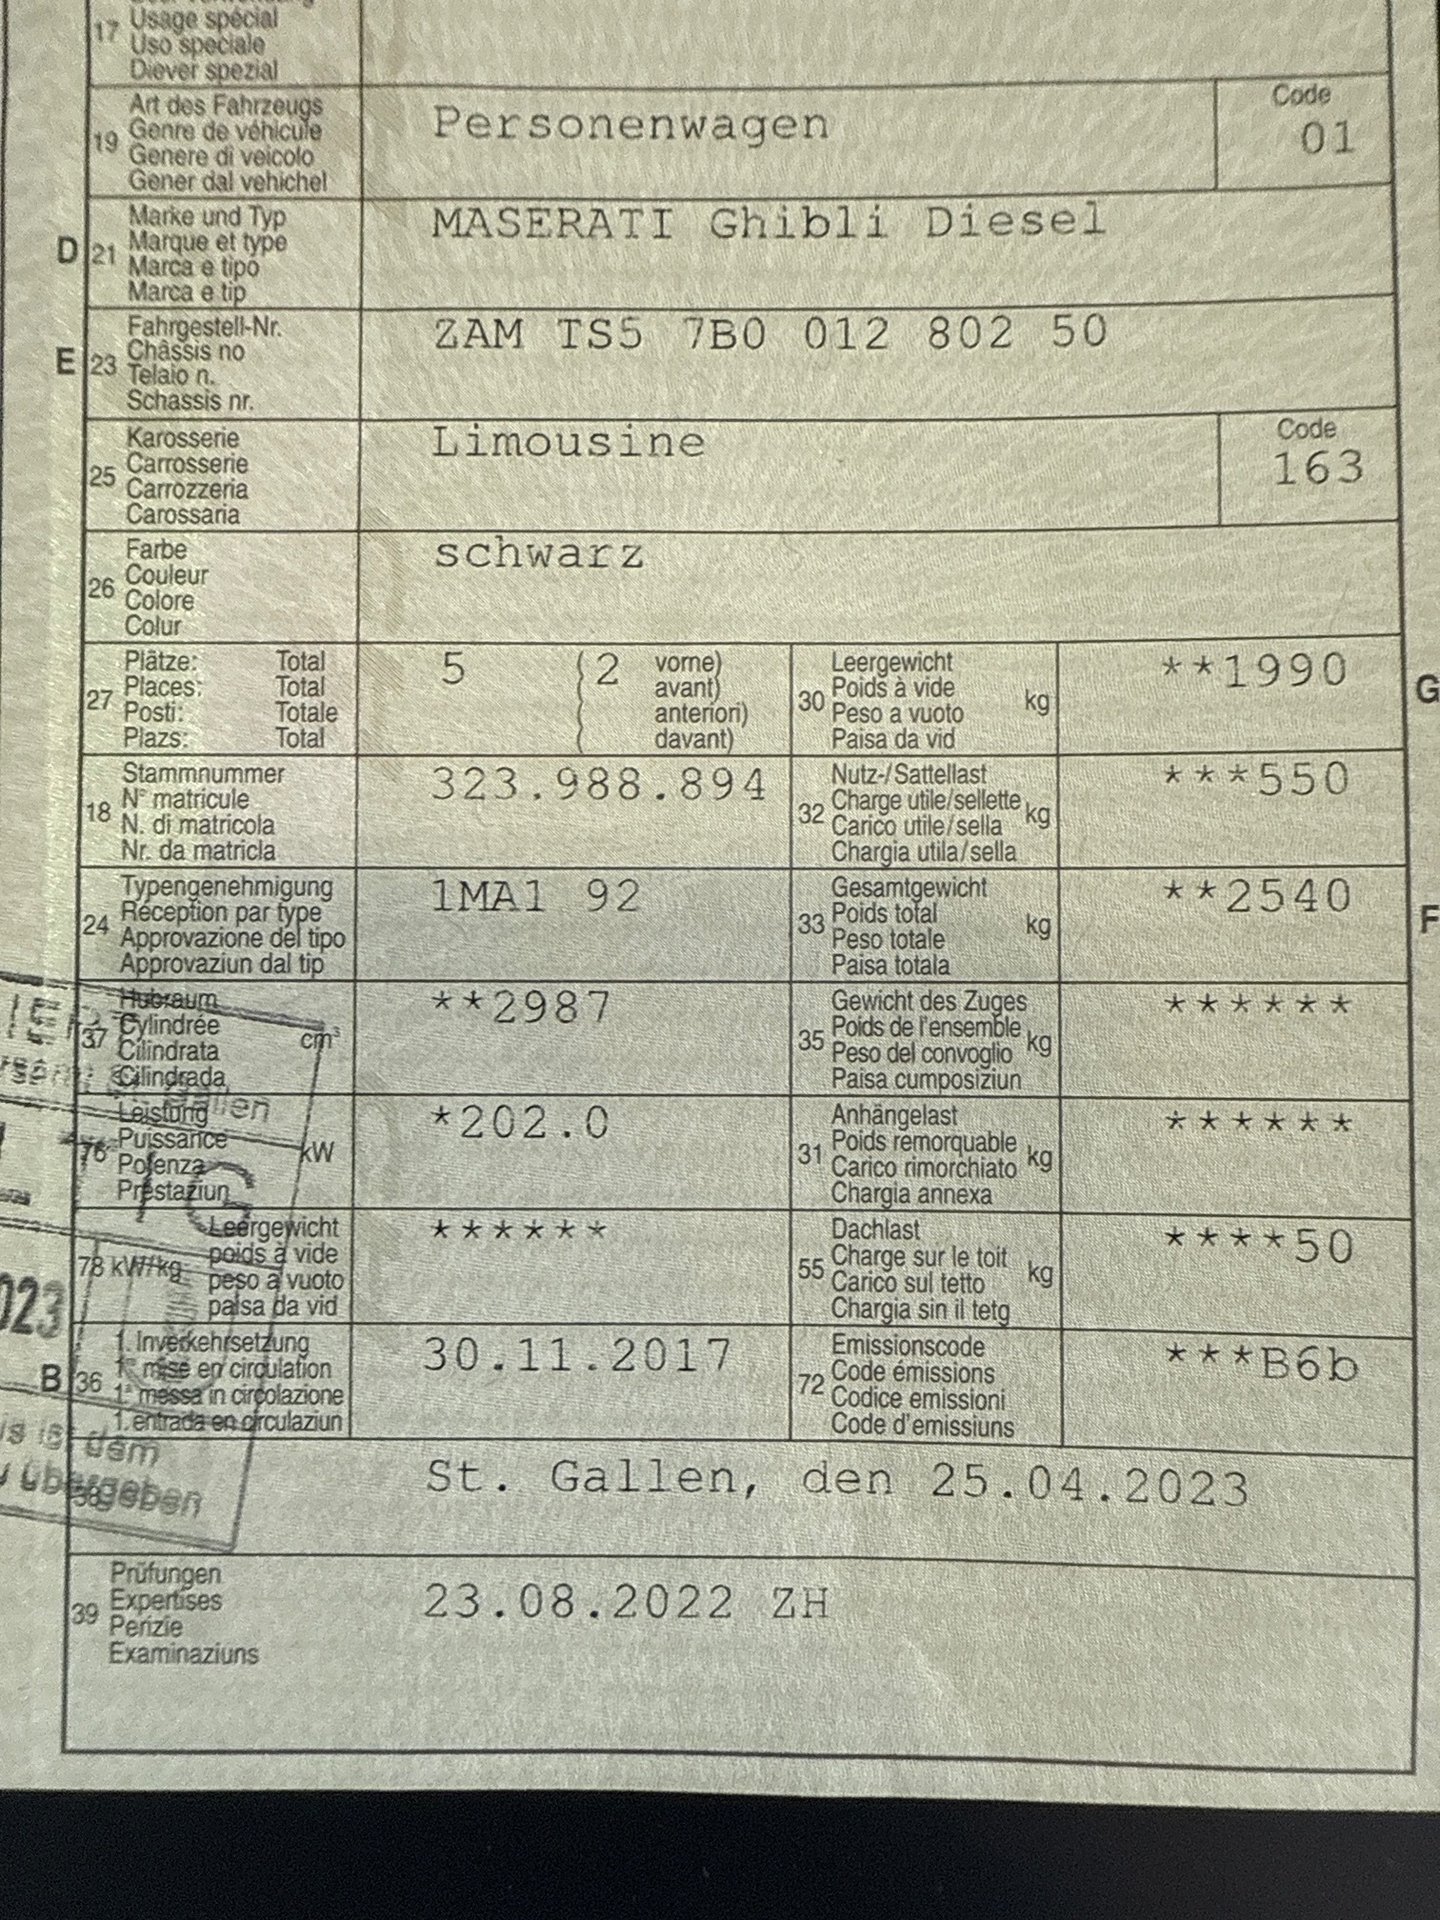 17 Usage spécial
Uso speciale
Diever spezial
19 Art des Fahrzeugs
Genre de véhicule
Genere di veicolo
Gener dal vehichel
Personenwagen
Code
01
D 21 Marke und Typ
Marque et type
Marca e tipo
Marca e tip
MASERATI Ghibli Diesel
E 23 Fahrgestell-Nr.
Châssis no
Telaio n.
Schassis nr.
ZAM TS5 7B0 012 802 50
25 Karosserie
Carrosserie
Carrozzeria
Carossaria
Limousine
Code
163
26 Farbe
Couleur
Colore
Colur
schwarz
27 Plätze: Total
Places: Total
Posti: Totale
Plazs: Total
5 (2 vorne)
( avant)
( anteriori)
( davant)
30 Leergewicht
Poids à vide kg
Peso a vuoto
Paisa da vid
**1990
G
18 Stammnummer
N° matricule
N. di matricola
Nr. da matricla
323.988.894
32 Nutz-/Sattellast
Charge utile/sellette kg
Carico utile/sella
Chargia utila/sella
***550
24 Typengenehmigung
Réception par type
Approvazione del tipo
Approvaziun dal tip
1MA1 92
33 Gesamtgewicht
Poids total kg
Peso totale
Paisa totala
**2540
F
37 Hubraum
Cylindrée cm³
Cilindrata
Cilindrada
**2987
35 Gewicht des Zuges
Poids de l'ensemble kg
Peso del convoglio
Paisa cumposiziun
******
76 Leistung
Puissance kW
Potenza
Prestaziun
*202.0
31 Anhängelast
Poids remorquable kg
Carico rimorchiato
Chargia annexa
******
78 kW/kg Leergewicht
poids à vide
peso a vuoto
paisa da vid
******
55 Dachlast
Charge sur le toit kg
Carico sul tetto
Chargia sin il tetg
****50
B 36 1. Inverkehrsetzung
1re mise en circulation
1a messa in circolazione
1. entrada en circulaziun
30.11.2017
72 Emissionscode
Code émissions
Codice emissioni
Code d'emissiuns
***B6b
38
St. Gallen, den 25.04.2023
39 Prüfungen
Expertises
Perizie
Examinaziuns
23.08.2022 ZH
Gallen
G
023
dem
übergeben